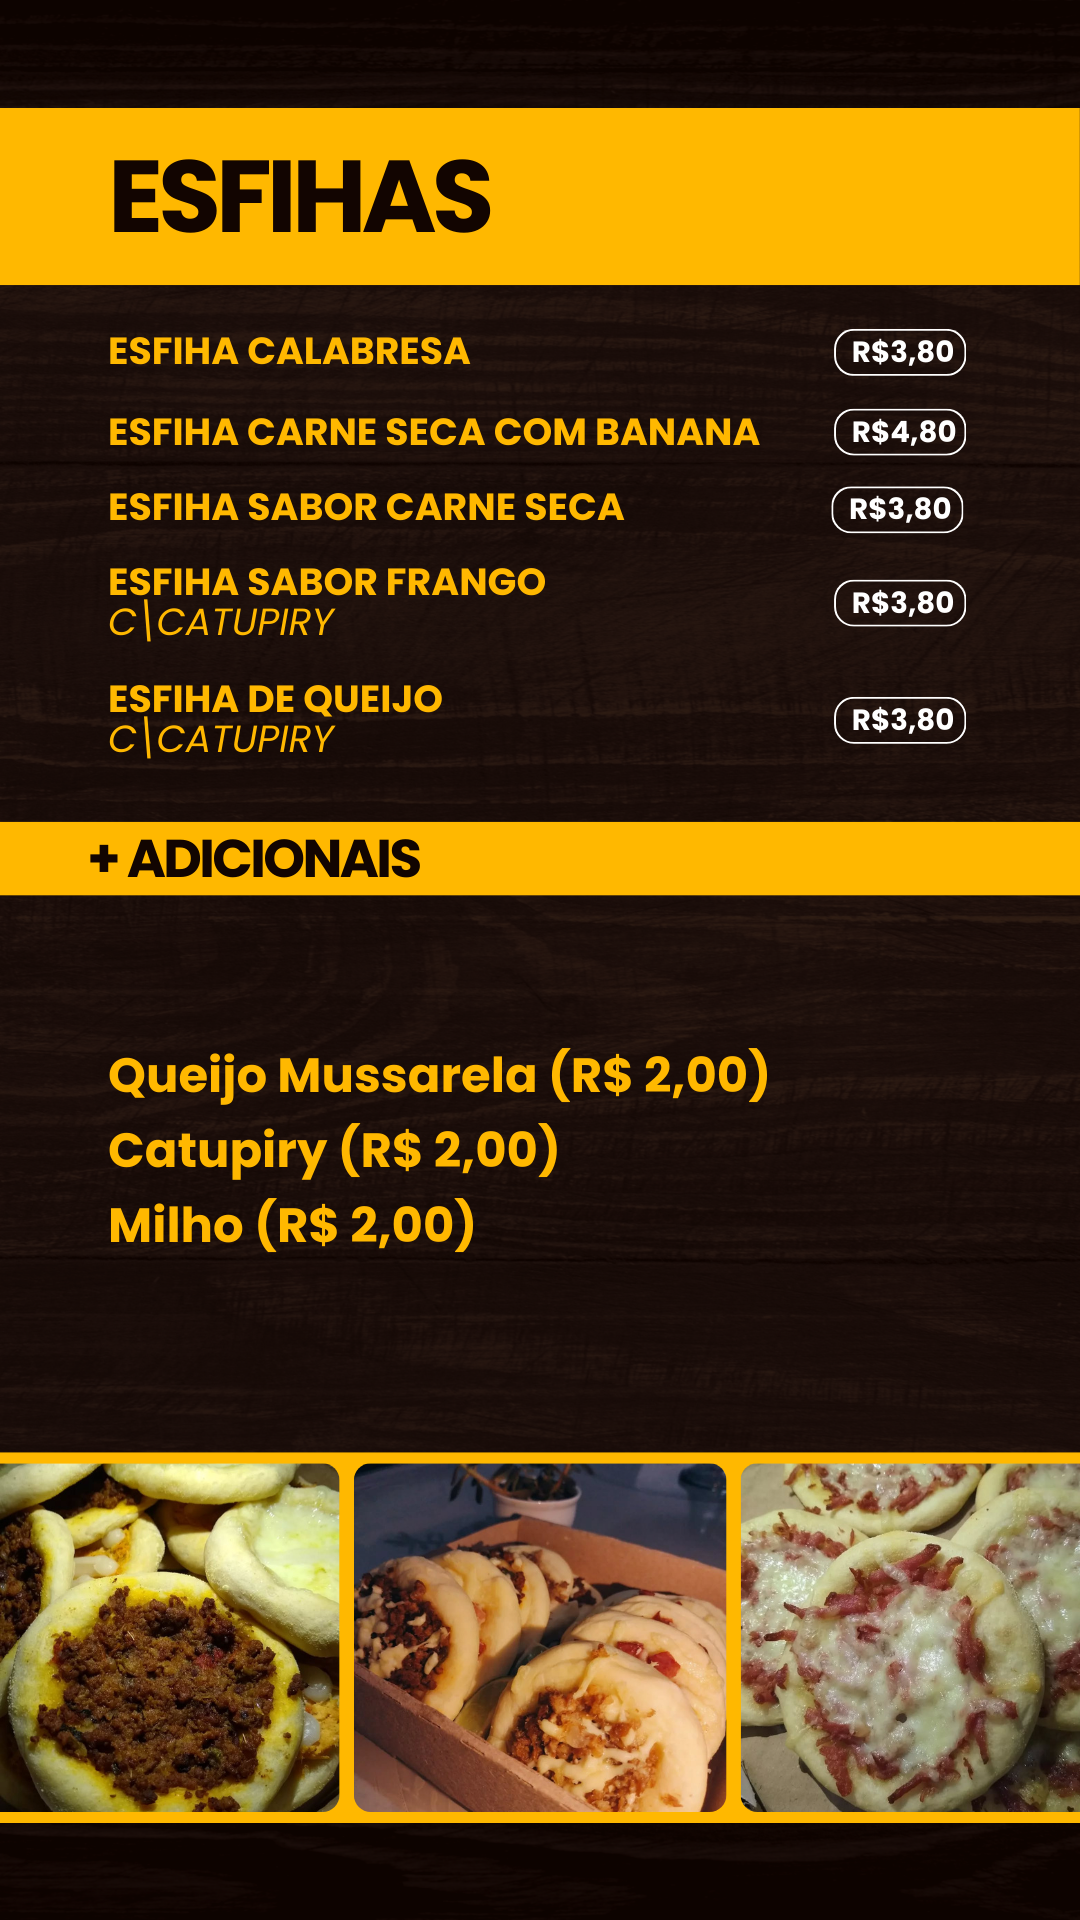 ESFIHAS
ESFIHA CALABRESA R$3,80
ESFIHA CARNE SECA COM BANANA R$4,80
ESFIHA SABOR CARNE SECA R$3,80
ESFIHA SABOR FRANGO
C\CATUPIRY R$3,80
ESFIHA DE QUEIJO
C\CATUPIRY R$3,80
+ ADICIONAIS
Queijo Mussarela (R$ 2,00)
Catupiry (R$ 2,00)
Milho (R$ 2,00)